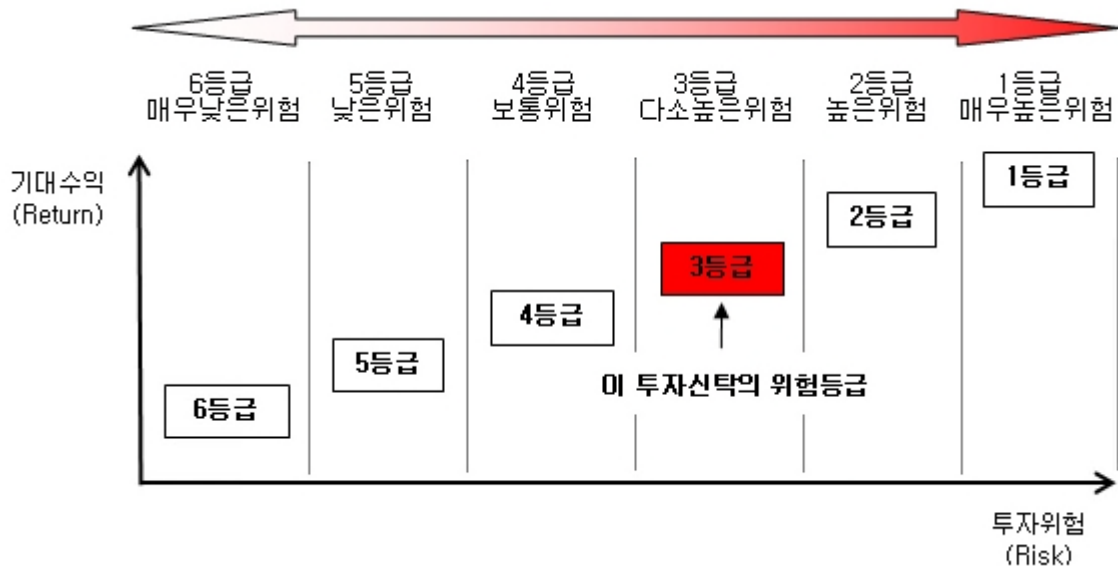 6등급 5등급 4등급 3등급 2등급 1등급
매우낮은위험 낮은위험 보통위험 다소높은위험 높은위험 매우높은위험
기대수익
(Return)
1등급
2등급
3등급
4등급
5등급
이 투자신탁의 위험등급
6등급
투자위험
(Risk)